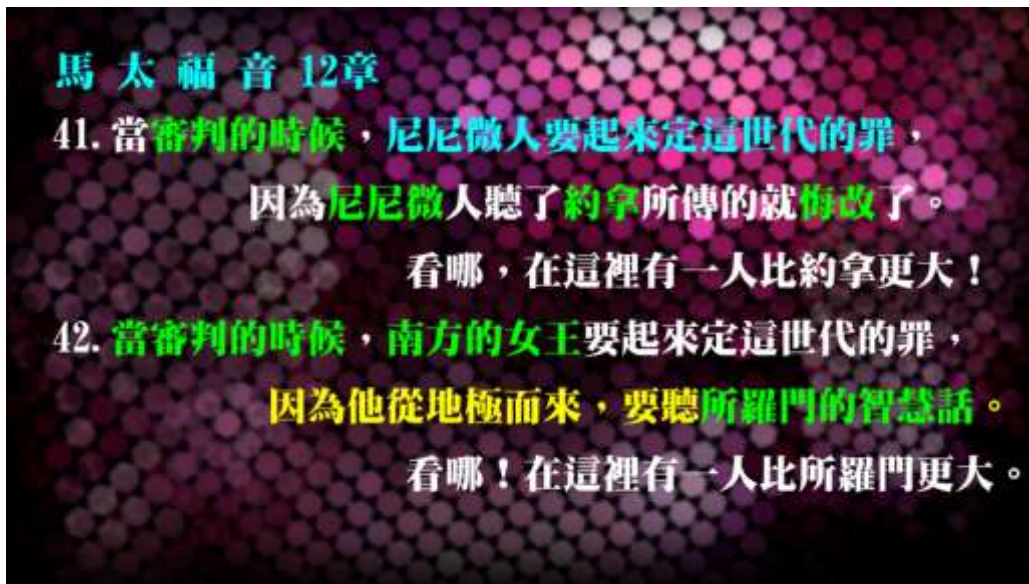 馬太福音 12章
41. 當審判的時候，尼尼微人要起來定這世代的罪，
因為尼尼微人聽了約拿所傳的就悔改了。
看哪，在這裡有一人比約拿更大！
42. 當審判的時候，南方的女王要起來定這世代的罪，
因為他從地極而來，要聽所羅門的智慧話。
看哪！在這裡有一人比所羅門更大。